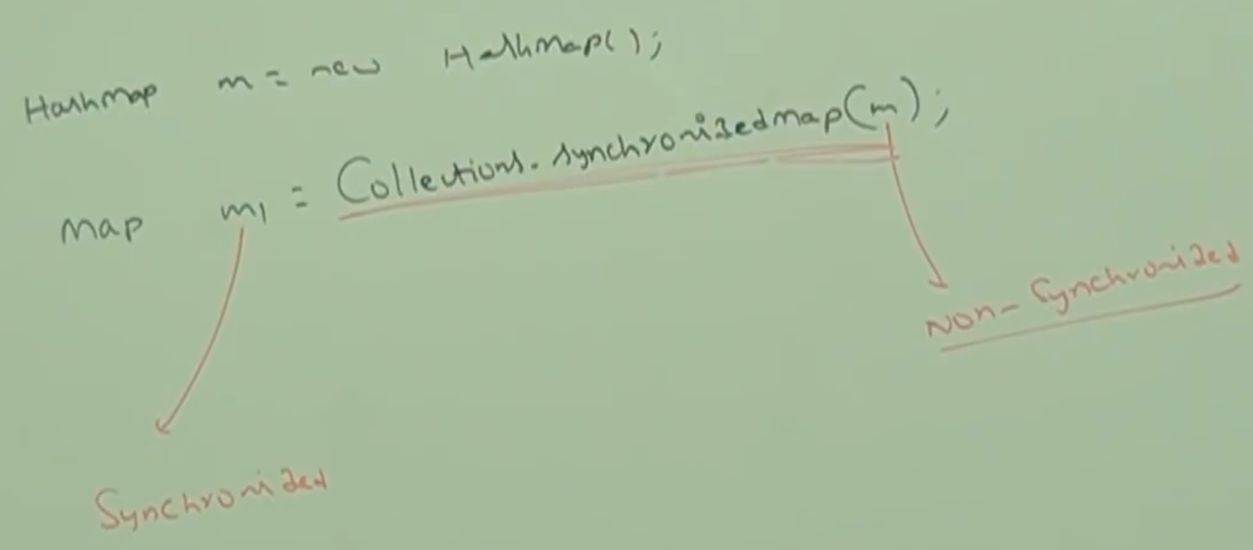 HashMap m = new HashMap();
Map m1 = Collections.synchronizedMap(m);
Non-Synchronized
Synchronized